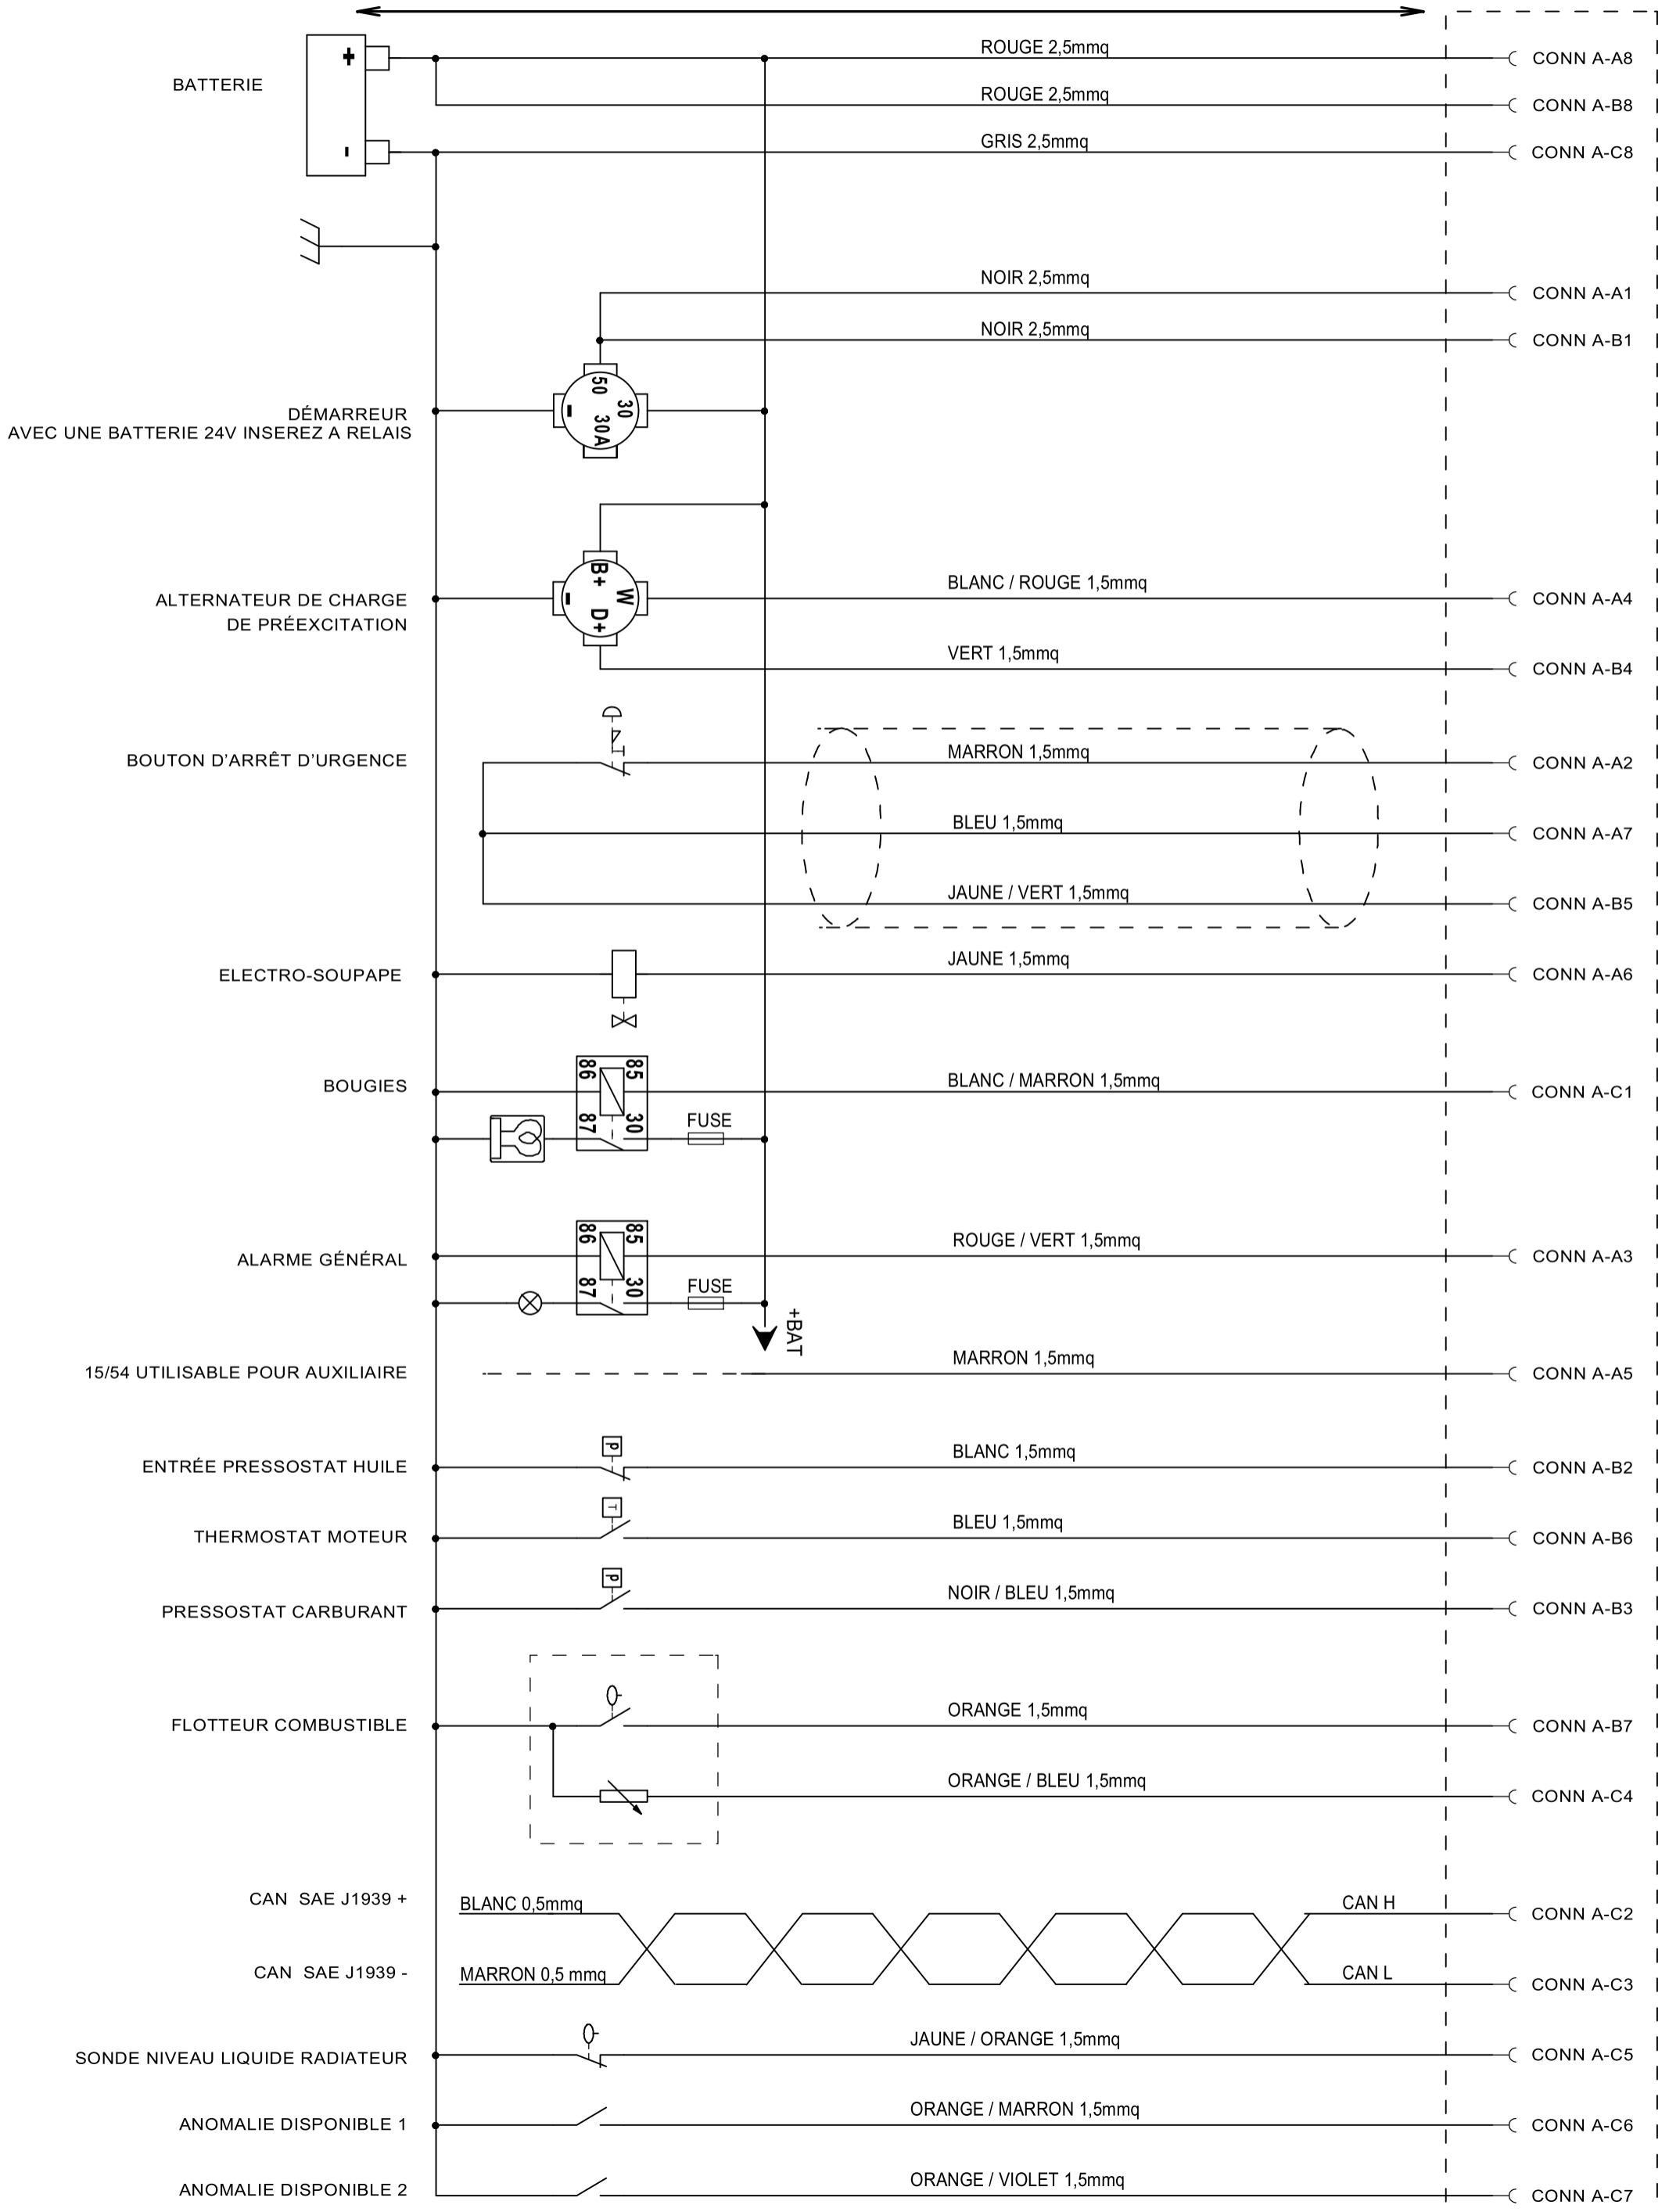 ROUGE 2,5mmq
CONN A-A8
+
BATTERIE
ROUGE 2,5mmq
CONN A-B8
-
GRIS 2,5mmq
CONN A-C8
NOIR 2,5mmq
CONN A-A1
NOIR 2,5mmq
CONN A-B1
50
30
30A
-
DÉMARREUR
AVEC UNE BATTERIE 24V INSEREZ A RELAIS
B+
W
D+
-
BLANC / ROUGE 1,5mmq
CONN A-A4
ALTERNATEUR DE CHARGE
DE PRÉEXCITATION
VERT 1,5mmq
CONN A-B4
BOUTON D'ARRÊT D'URGENCE
MARRON 1,5mmq
CONN A-A2
BLEU 1,5mmq
CONN A-A7
JAUNE / VERT 1,5mmq
CONN A-B5
ELECTRO-SOUPAPE
JAUNE 1,5mmq
CONN A-A6
BOUGIES
86
85
87
30
BLANC / MARRON 1,5mmq
CONN A-C1
FUSE
ALARME GÉNÉRAL
86
85
87
30
ROUGE / VERT 1,5mmq
CONN A-A3
FUSE
+BAT
15/54 UTILISABLE POUR AUXILIAIRE
MARRON 1,5mmq
CONN A-A5
ENTRÉE PRESSOSTAT HUILE
P
BLANC 1,5mmq
CONN A-B2
THERMOSTAT MOTEUR
T
BLEU 1,5mmq
CONN A-B6
PRESSOSTAT CARBURANT
P
NOIR / BLEU 1,5mmq
CONN A-B3
FLOTTEUR COMBUSTIBLE
ORANGE 1,5mmq
CONN A-B7
ORANGE / BLEU 1,5mmq
CONN A-C4
CAN SAE J1939 +
BLANC 0,5mmq
CAN H
CONN A-C2
CAN SAE J1939 -
MARRON 0,5 mmq
CAN L
CONN A-C3
SONDE NIVEAU LIQUIDE RADIATEUR
JAUNE / ORANGE 1,5mmq
CONN A-C5
ANOMALIE DISPONIBLE 1
ORANGE / MARRON 1,5mmq
CONN A-C6
ANOMALIE DISPONIBLE 2
ORANGE / VIOLET 1,5mmq
CONN A-C7